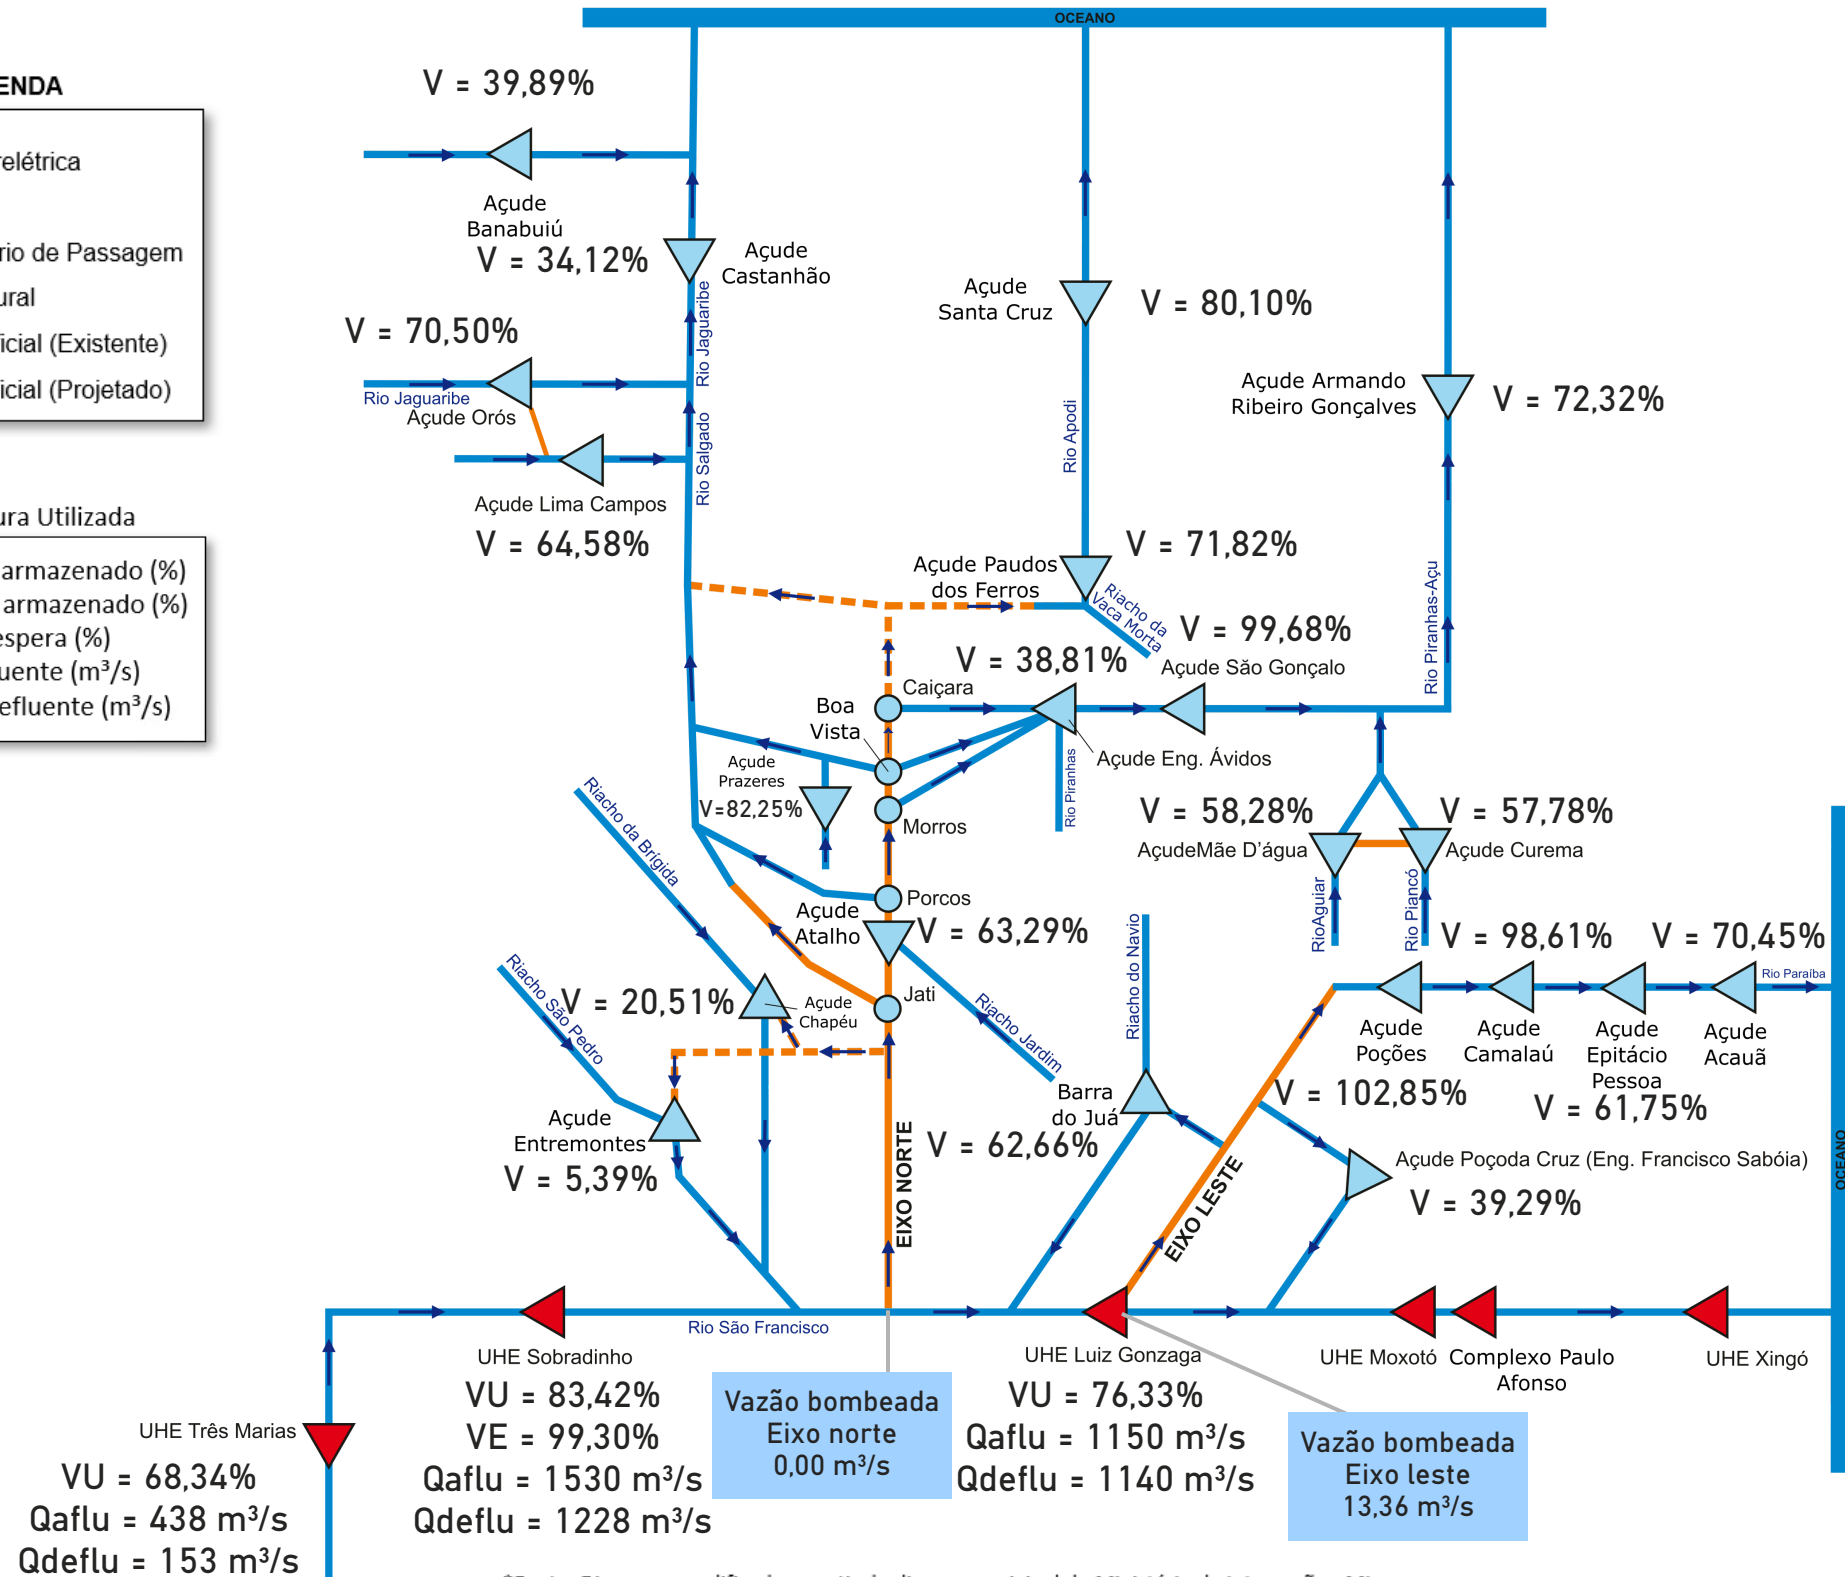 OCEANO
ENDA
relétrica
rio de Passagem
ural
icial (Existente)
icial (Projetado)
ura Utilizada
armazenado (%)
armazenado (%)
espera (%)
uente (m³/s)
efluente (m³/s)
V = 39,89%
Açude
Banabuiú
V = 34,12%
Açude
Castanhão
Rio Jaguaribe
V = 70,50%
Rio Jaguaribe
Açude Orós
Rio Salgado
Açude Lima Campos
V = 64,58%
Açude
Santa Cruz
V = 80,10%
Rio Apodi
Açude Armando
Ribeiro Gonçalves
V = 72,32%
Açude Paudos
dos Ferros
V = 71,82%
Riacho da
Vaca Morta
Rio Piranhas-Açu
V = 99,68%
Açude São Gonçalo
V = 38,81%
Caiçara
Boa
Vista
Açude Eng. Ávidos
Rio Piranhas
Açude
Prazeres
V=82,25%
Morros
Riacho da Brígida
V = 58,28%
AçudeMãe D'água
V = 57,78%
Açude Curema
RioAguiar
Rio Piancó
Porcos
Açude
Atalho
V = 63,29%
Riacho São Pedro
V = 20,51%
Açude
Chapéu
Jati
Riacho Jardim
Riacho do Navio
V = 98,61%
V = 70,45%
Rio Paraíba
Açude
Poções
Açude
Camalaú
Açude
Epitácio
Pessoa
Açude
Acauã
V = 102,85%
V = 61,75%
Barra
do Juá
V = 62,66%
Açude
Entremontes
V = 5,39%
EIXO NORTE
EIXO LESTE
Açude Poçoda Cruz (Eng. Francisco Sabóia)
V = 39,29%
OCEANO
Rio São Francisco
UHE Sobradinho
VU = 83,42%
VE = 99,30%
Qaflu = 1530 m³/s
Qdeflu = 1228 m³/s
Vazão bombeada
Eixo norte
0,00 m³/s
UHE Luiz Gonzaga
VU = 76,33%
Qaflu = 1150 m³/s
Qdeflu = 1140 m³/s
Vazão bombeada
Eixo leste
13,36 m³/s
UHE Moxotó
Complexo Paulo
Afonso
UHE Xingó
UHE Três Marias
VU = 68,34%
Qaflu = 438 m³/s
Qdeflu = 153 m³/s